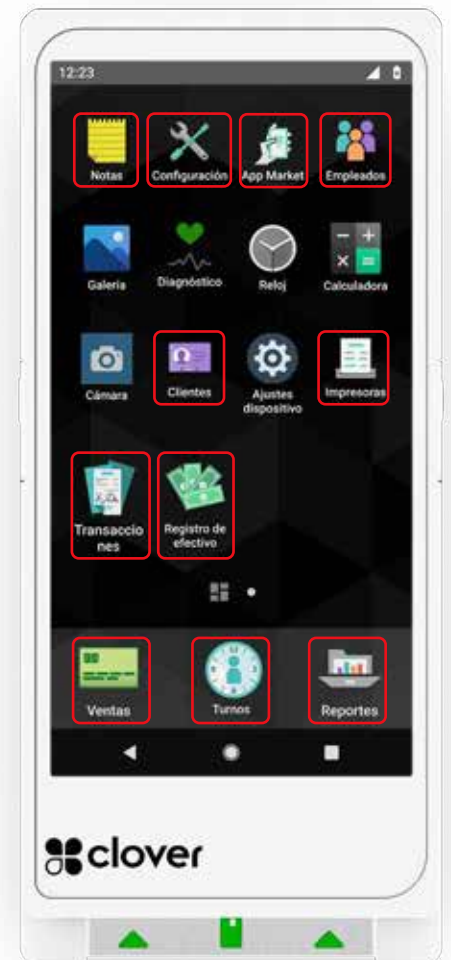 12:23
Notas
Configuración
App Market
Empleados
Galería
Diagnóstico
Reloj
Calculadora
Cámara
Clientes
Ajustes
dispositivo
Impresoras
Transaccio
nes
Registro de
efectivo
Ventas
Turnos
Reportes
clover